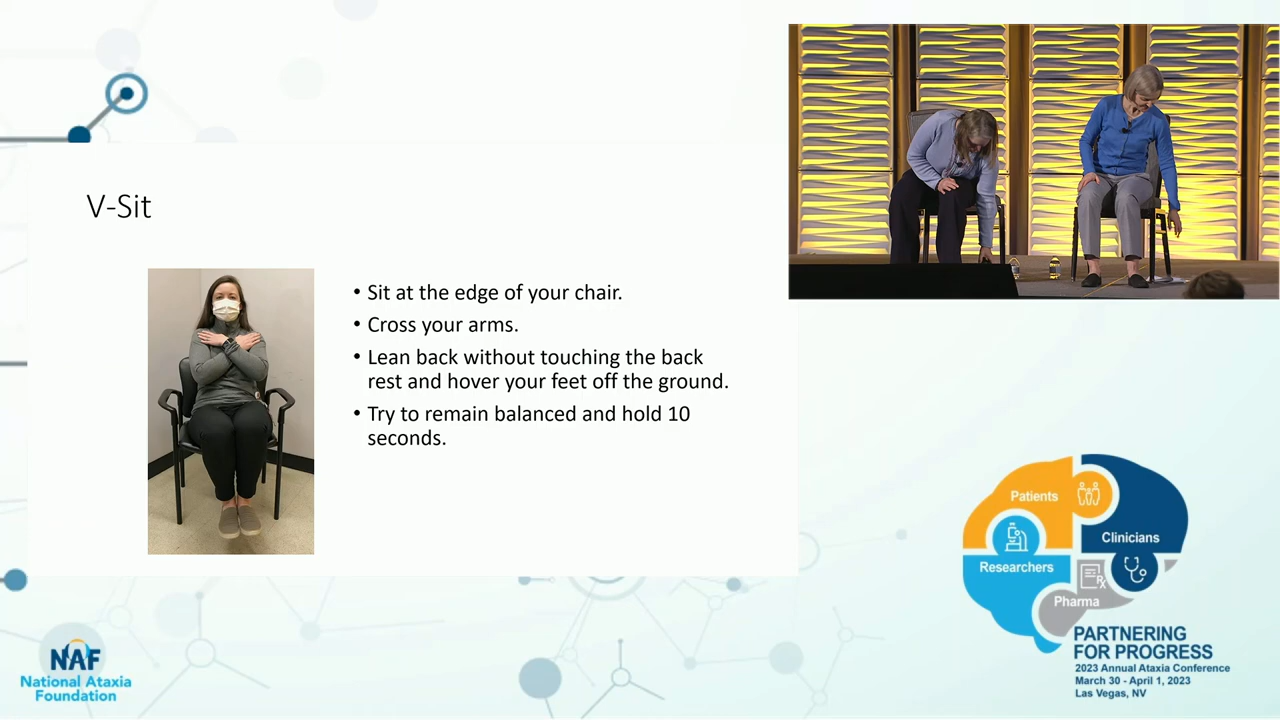 V-Sit
• Sit at the edge of your chair.
• Cross your arms.
• Lean back without touching the back
rest and hover your feet off the ground.
• Try to remain balanced and hold 10
seconds.
Patients
Clinicians
Researchers
Rx
Pharma
PARTNERING
FOR PROGRESS
2023 Annual Ataxia Conference
March 30 - April 1, 2023
Las Vegas, NV
NAF
National Ataxia
Foundation